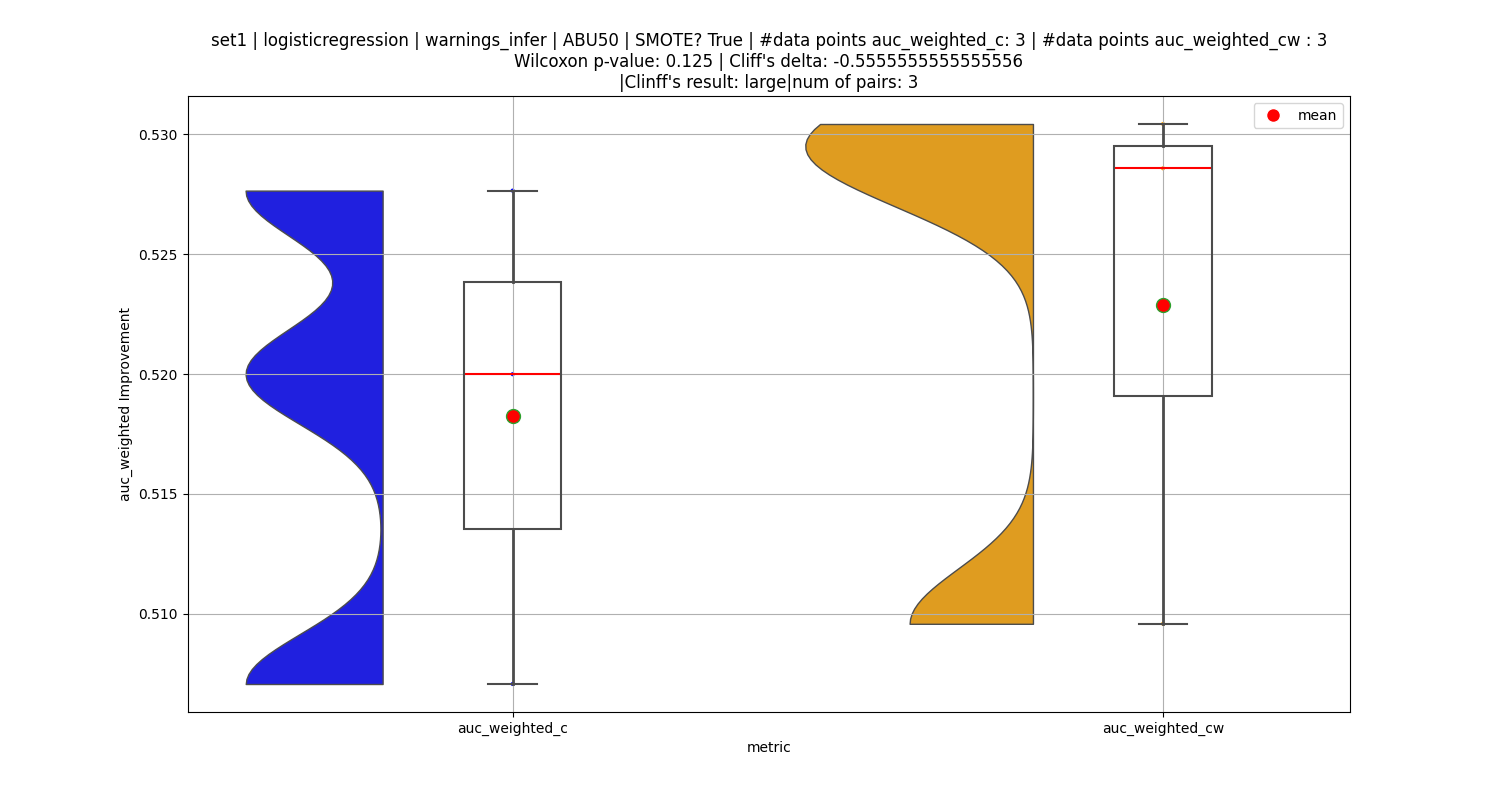 set1 | logisticregression | warnings_infer | ABU50 | SMOTE? True | #data points auc_weighted_c: 3 | #data points auc_weighted_cw : 3
Wilcoxon p-value: 0.125 | Cliff's delta: -0.5555555555555556
|Clinff's result: large|num of pairs: 3
mean
auc_weighted Improvement
0.530
0.525
0.520
0.515
0.510
auc_weighted_c
auc_weighted_cw
metric